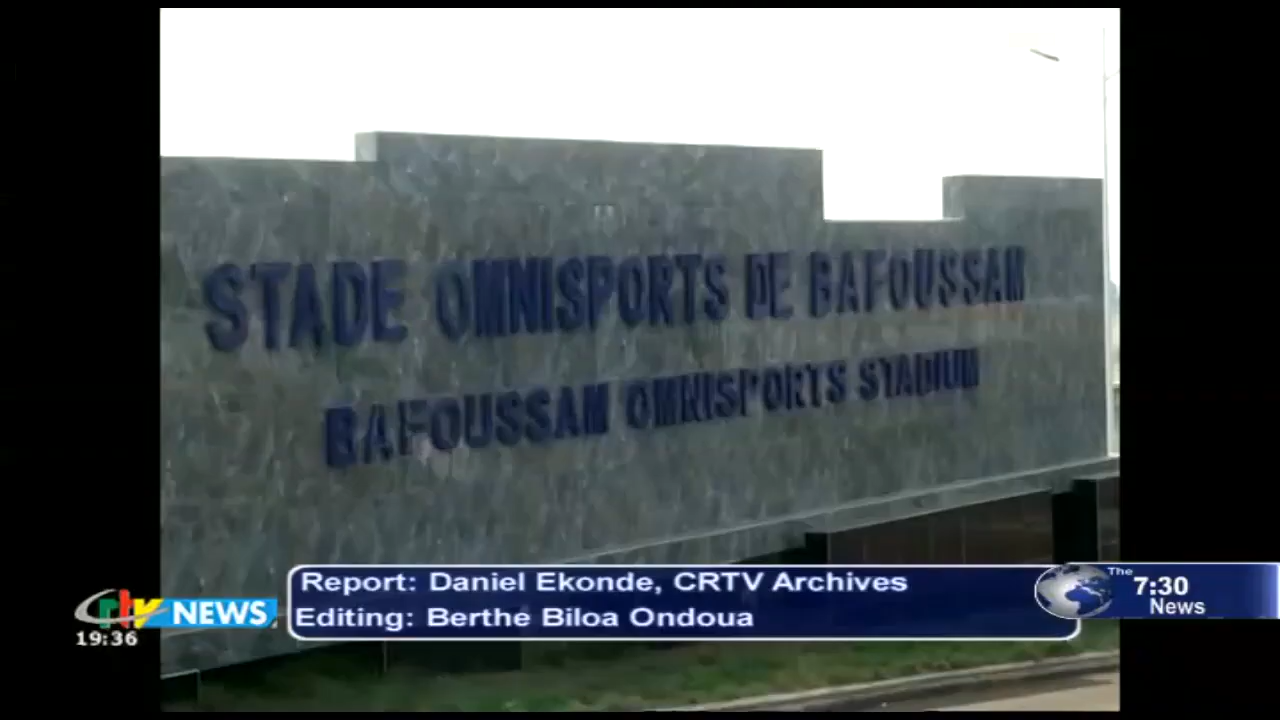 STADE OMNISPORTS DE BAFOUSSAM
BAFOUSSAM OMNISPORTS STADIUM
Report: Daniel Ekonde, CRTV Archives
Editing: Berthe Biloa Ondoua
crtv NEWS
19:36
The
7:30
News